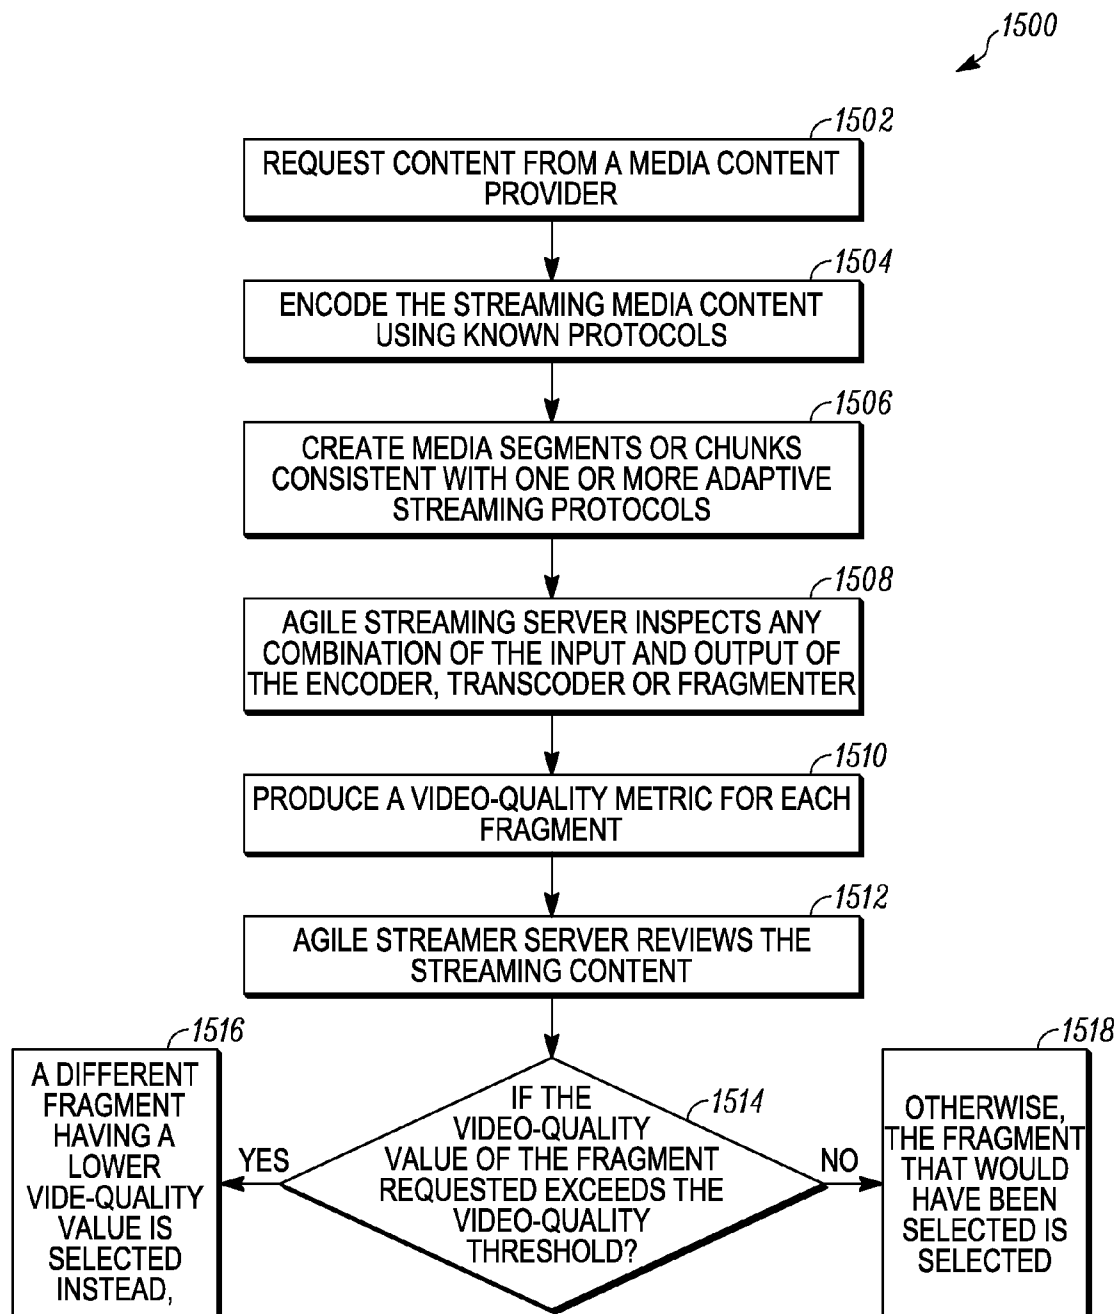 1500
1502
REQUEST CONTENT FROM A MEDIA CONTENT
PROVIDER
1504
ENCODE THE STREAMING MEDIA CONTENT
USING KNOWN PROTOCOLS
1506
CREATE MEDIA SEGMENTS OR CHUNKS
CONSISTENT WITH ONE OR MORE ADAPTIVE
STREAMING PROTOCOLS
1508
AGILE STREAMING SERVER INSPECTS ANY
COMBINATION OF THE INPUT AND OUTPUT OF
THE ENCODER, TRANSCODER OR FRAGMENTER
1510
PRODUCE A VIDEO-QUALITY METRIC FOR EACH
FRAGMENT
1512
AGILE STREAMER SERVER REVIEWS THE
STREAMING CONTENT
1516
A DIFFERENT
FRAGMENT
HAVING A
LOWER
VIDE-QUALITY
VALUE IS
SELECTED
INSTEAD,
YES
1514
IF THE
VIDEO-QUALITY
VALUE OF THE FRAGMENT
REQUESTED EXCEEDS THE
VIDEO-QUALITY
THRESHOLD?
NO
1518
OTHERWISE,
THE FRAGMENT
THAT WOULD
HAVE BEEN
SELECTED IS
SELECTED